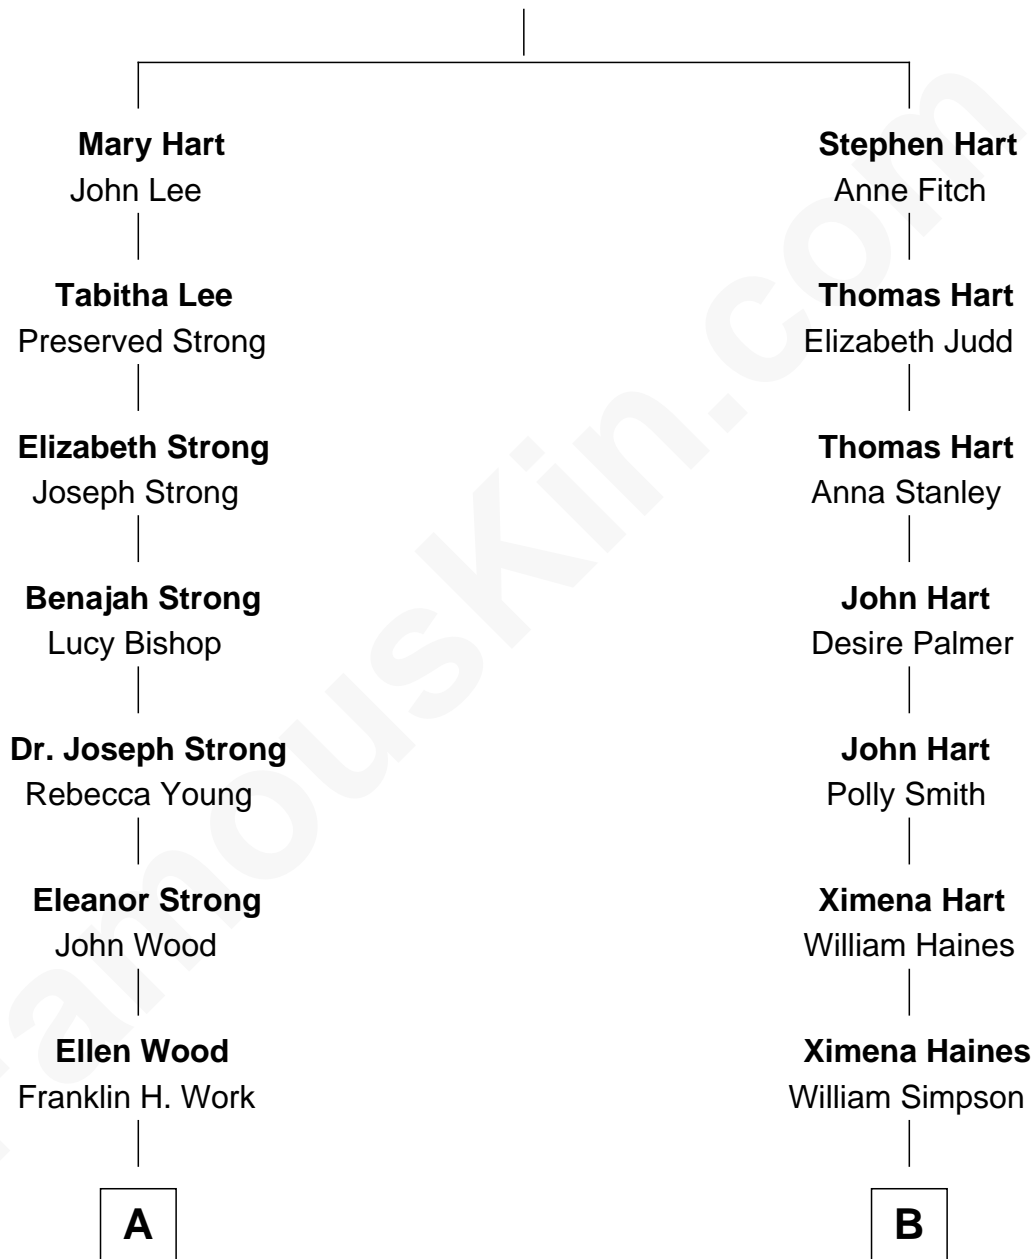 Mary Hart
John Lee
Stephen Hart
Anne Fitch
Tabitha Lee
Preserved Strong
Thomas Hart
Elizabeth Judd
Elizabeth Strong
Joseph Strong
Thomas Hart
Anna Stanley
Benajah Strong
Lucy Bishop
John Hart
Desire Palmer
Dr. Joseph Strong
Rebecca Young
John Hart
Polly Smith
Eleanor Strong
John Wood
Ximena Hart
William Haines
Ellen Wood
Franklin H. Work
Ximena Haines
William Simpson
A
B
FamousKin.com